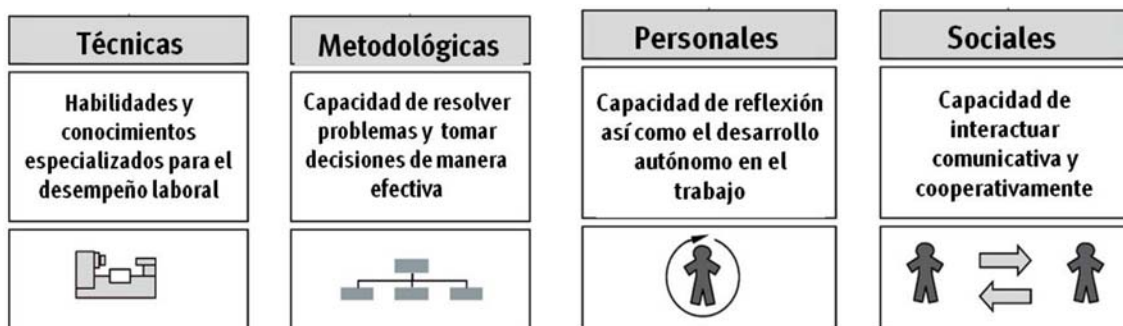 Técnicas
Habilidades y
conocimientos
especializados para el
desempeño laboral
Metodológicas
Capacidad de resolver
problemas y tomar
decisiones de manera
efectiva
Personales
Capacidad de reflexión
así como el desarrollo
autónomo en el
trabajo
Sociales
Capacidad de
interactuar
comunicativa y
cooperativamente